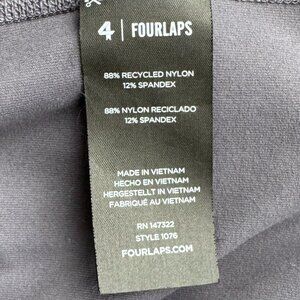 4 | FOURLAPS
88% RECYCLED NYLON
12% SPANDEX
88% NYLON RECICLADO
12% SPANDEX
MADE IN VIETNAM
HECHO EN VIETNAM
HERGESTELLT IN VIETNAM
FABRIQUÉ AU VIETNAM
RN 147322
STYLE 1076
FOURLAPS.COM